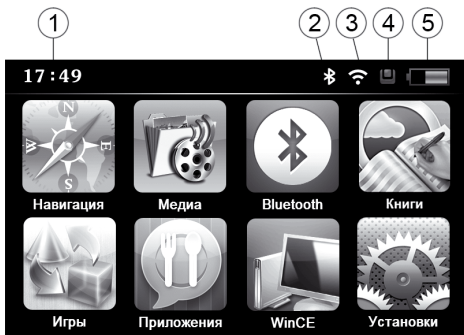 1 2 3 4 5
17:49
N
W E
S
Навигация Медиа Bluetooth Книги
Игры Приложения WinCE Установки